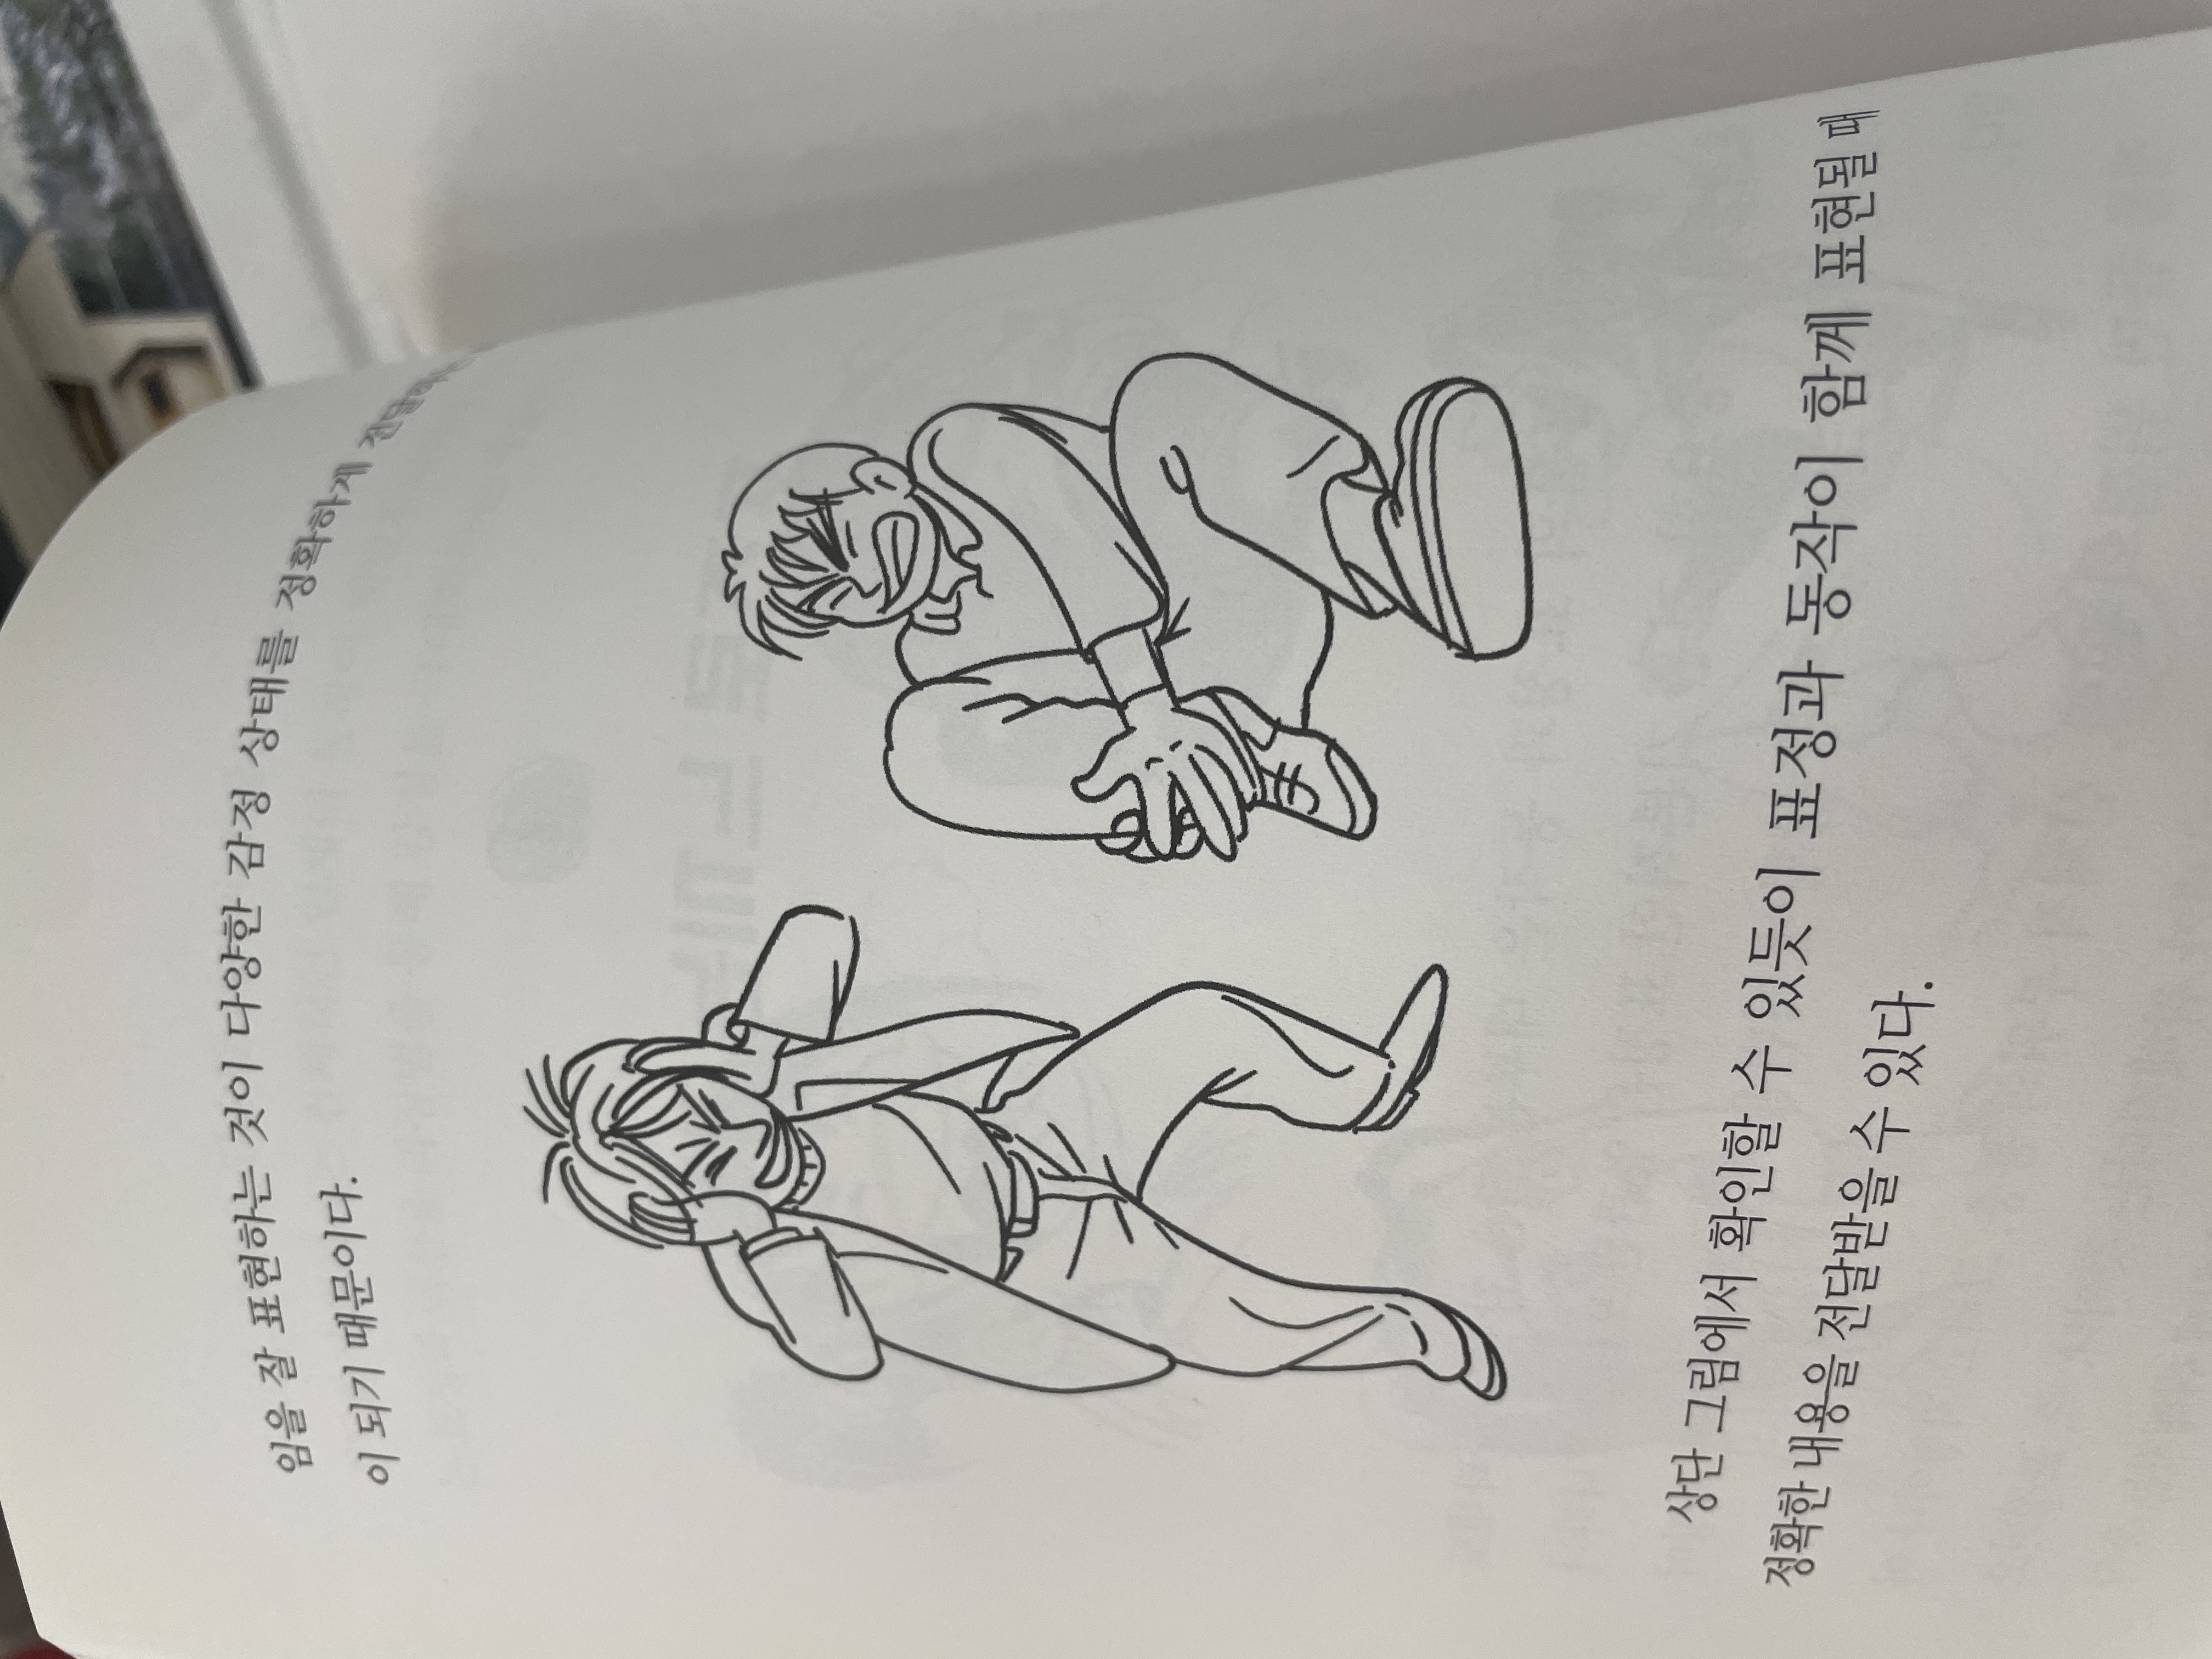 임을 잘 표현하는 것이 다양한 감정 상태를 정확하게 전달하는
이 되기 때문이다.
상단 그림에서 확인할 수 있듯이 표정과 동작이 함께 표현될 때
정확한 내용을 전달받을 수 있다.